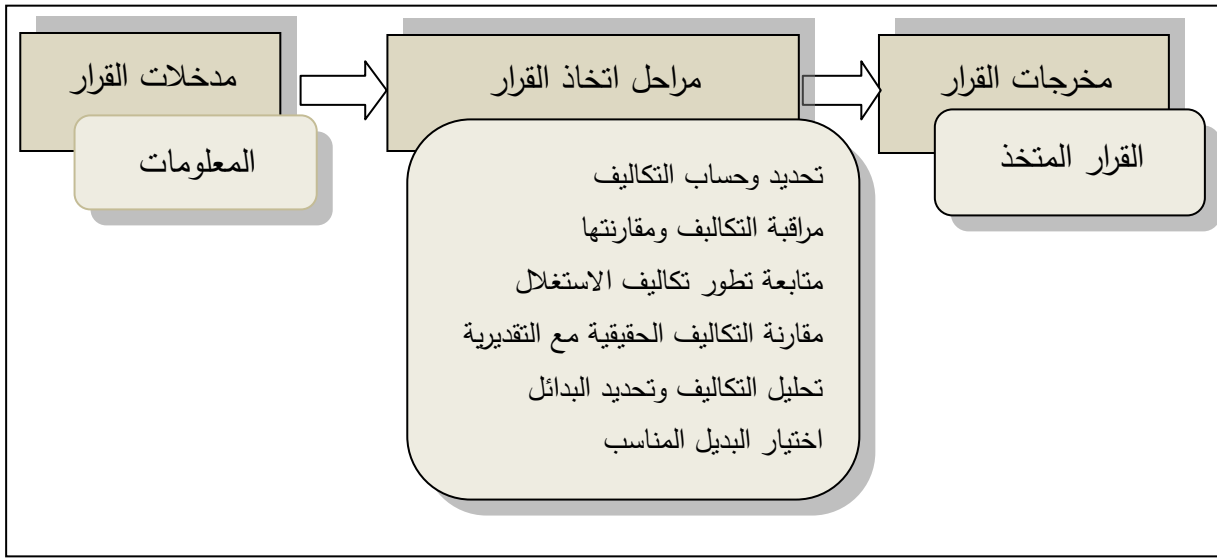 مدخلات القرار
المعلومات
مراحل اتخاذ القرار
تحديد وحساب التكاليف
مراقبة التكالبف ومقارنتها
متابعة تطور تكاليف الاستغلال
مقارنة التكاليف الحقيقية مع التقديرية
تحليل التكاليف وتحديد البدائل
اختيار البديل المناسب
مخرجات القرار
القرار المتخذ